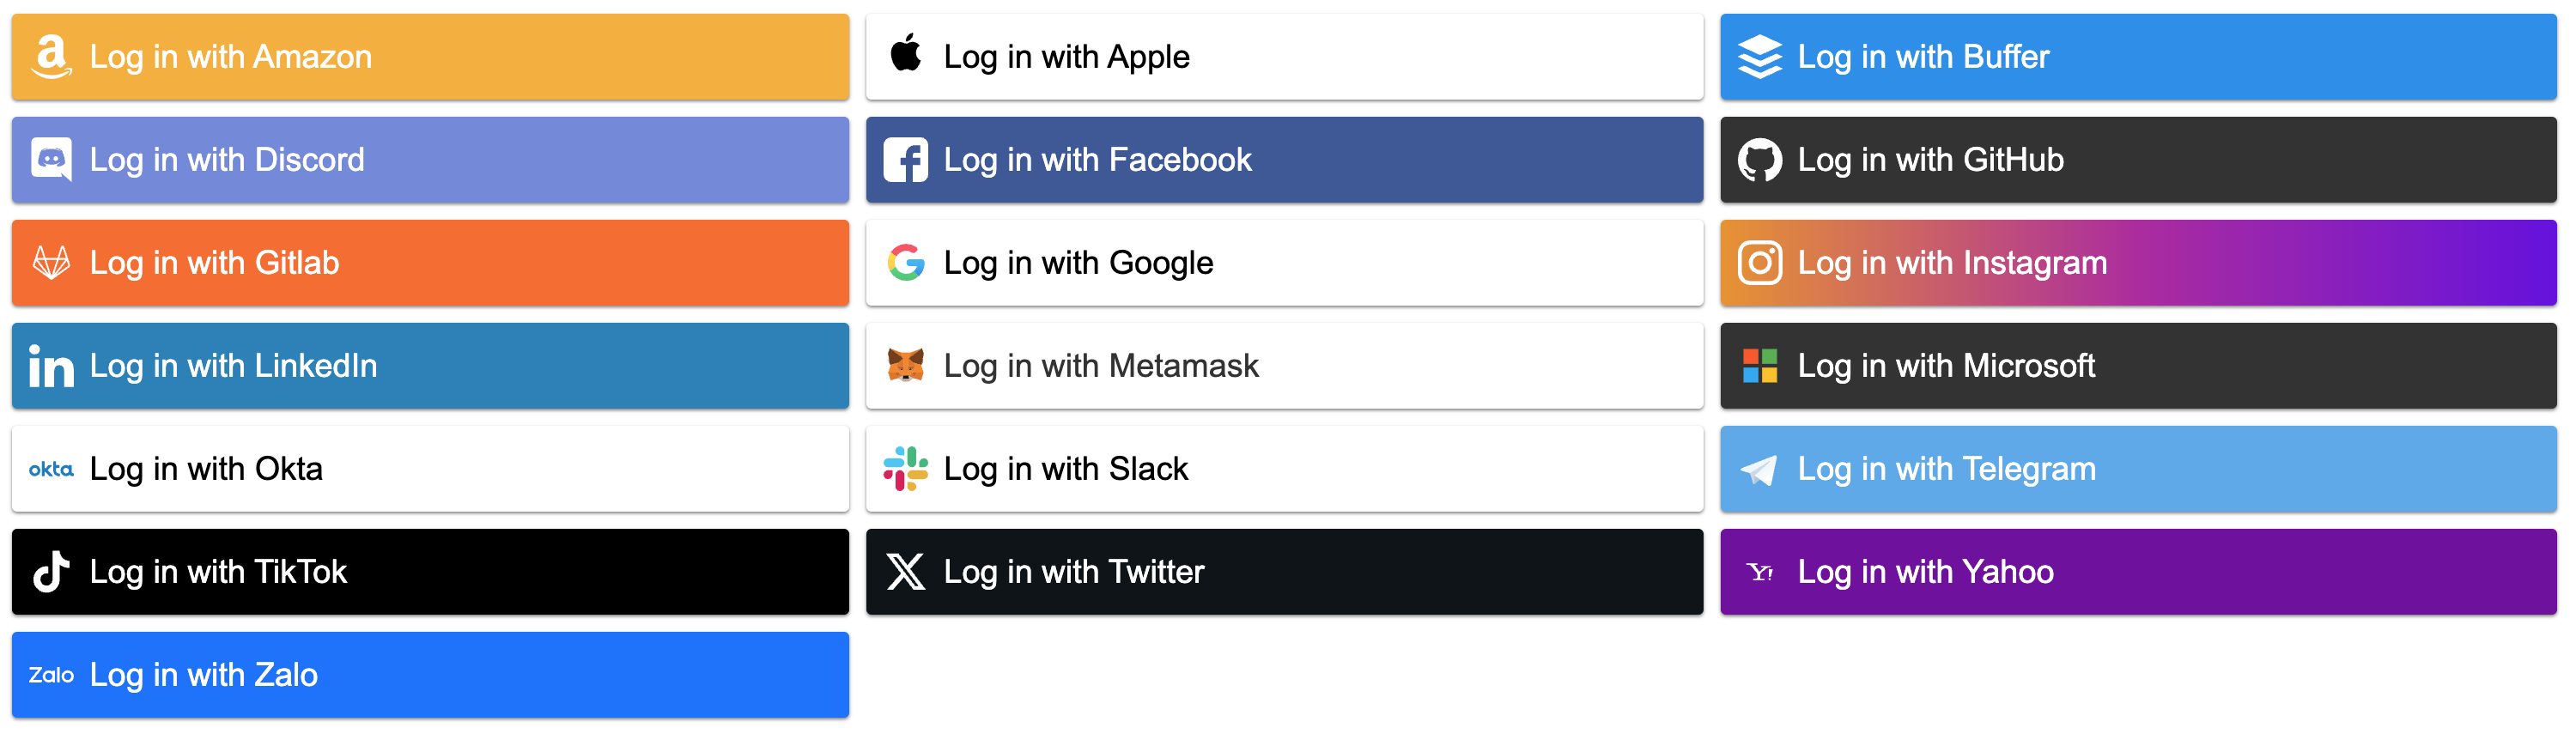 Log in with Amazon
Log in with Apple
Log in with Buffer
Log in with Discord
Log in with Facebook
Log in with GitHub
Log in with Gitlab
Log in with Google
Log in with Instagram
in Log in with LinkedIn
Log in with Metamask
Log in with Microsoft
okta Log in with Okta
Log in with Slack
Log in with Telegram
Log in with TikTok
Log in with Twitter
Y! Log in with Yahoo
Zalo Log in with Zalo